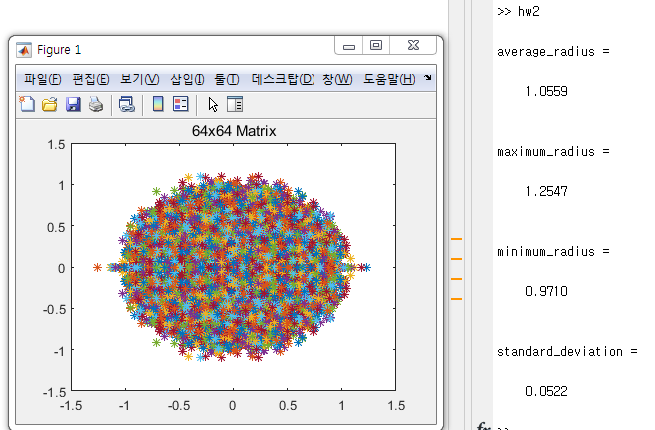 Figure 1
파일(F) 편집(E) 보기(V) 삽입(I) 툴(T) 데스크탑(D) 창(W) 도움말(H)
64x64 Matrix
1.5
1
0.5
0
-0.5
-1
-1.5
-1.5 -1 -0.5 0 0.5 1 1.5
>> hw2
average_radius =
1.0559
maximum_radius =
1.2547
minimum_radius =
0.9710
standard_deviation =
0.0522
fx >>